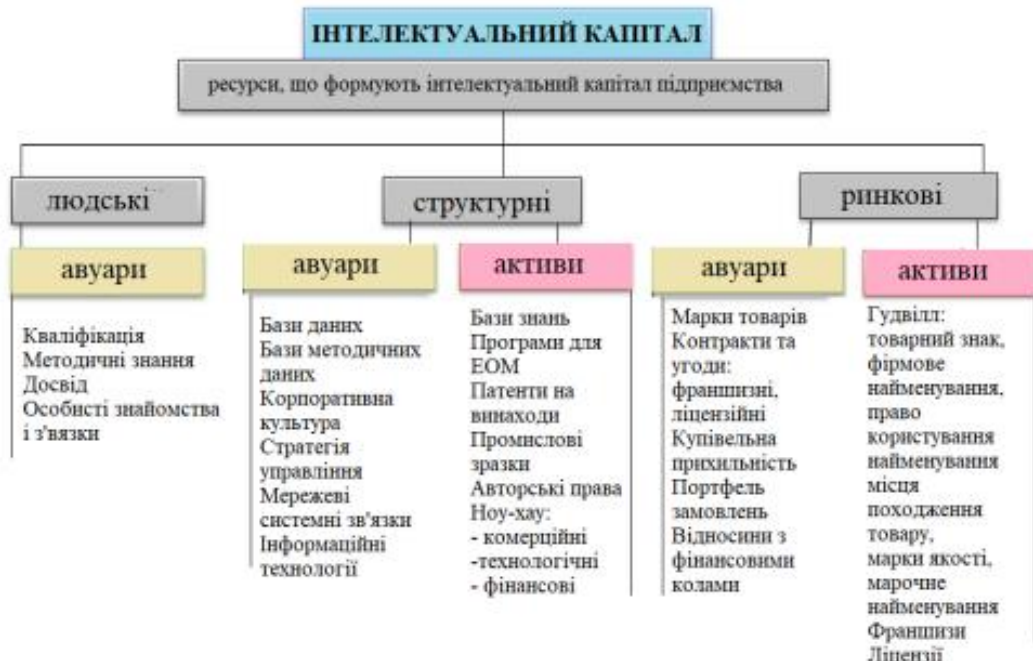 ІНТЕЛЕКТУАЛЬНИЙ КАПІТАЛ
ресурси, що формують інтелектуальний капітал підприємства
людські
авуари
Кваліфікація
Методичні знання
Досвід
Особисті знайомства
і з'вязки
структурні
авуари
Бази даних
Бази методичних
даних
Корпоративна
культура
Стратегія
управління
Мережеві
системні зв'язки
Інформаційні
технології
активи
Бази знань
Програми для
ЕОМ
Патенти на
винаходи
Промислові
зразки
Авторські права
Ноу-хау:
- комерційні
-технологічні
- фінансові
ринкові
авуари
Марки товарів
Контракти та
угоди:
франшизні,
ліцензійні
Купівельна
прихильність
Портфель
замовлень
Відносини з
фінансовими
колами
активи
Гудвілл:
товарний знак,
фірмове
найменування,
право
користування
найменування
місця
походження
товару,
марки якості,
марочне
найменування
Франшизи
Ліцензії